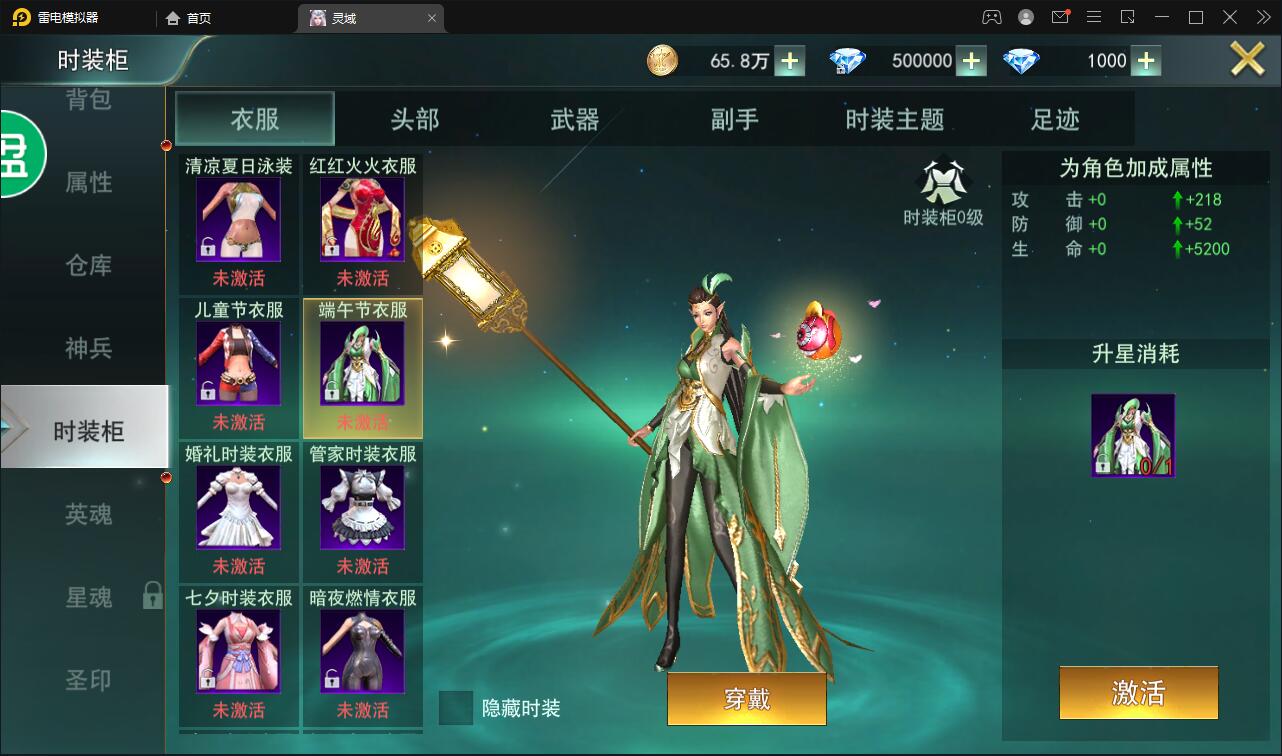 雷电模拟器
首页
灵域
时装柜
65.8万
500000
1000
背包
属性
仓库
神兵
时装柜
英魂
星魂
圣印
盘
衣服
头部
武器
副手
时装主题
足迹
清凉夏日泳装
红红火火衣服
未激活
未激活
儿童节衣服
端午节衣服
未激活
未激活
婚礼时装衣服
管家时装衣服
未激活
未激活
七夕时装衣服
暗夜燃情衣服
未激活
未激活
时装柜0级
隐藏时装
穿戴
为角色加成属性
攻 击 +0 +218
防 御 +0 +52
生 命 +0 +5200
升星消耗
0/1
激活